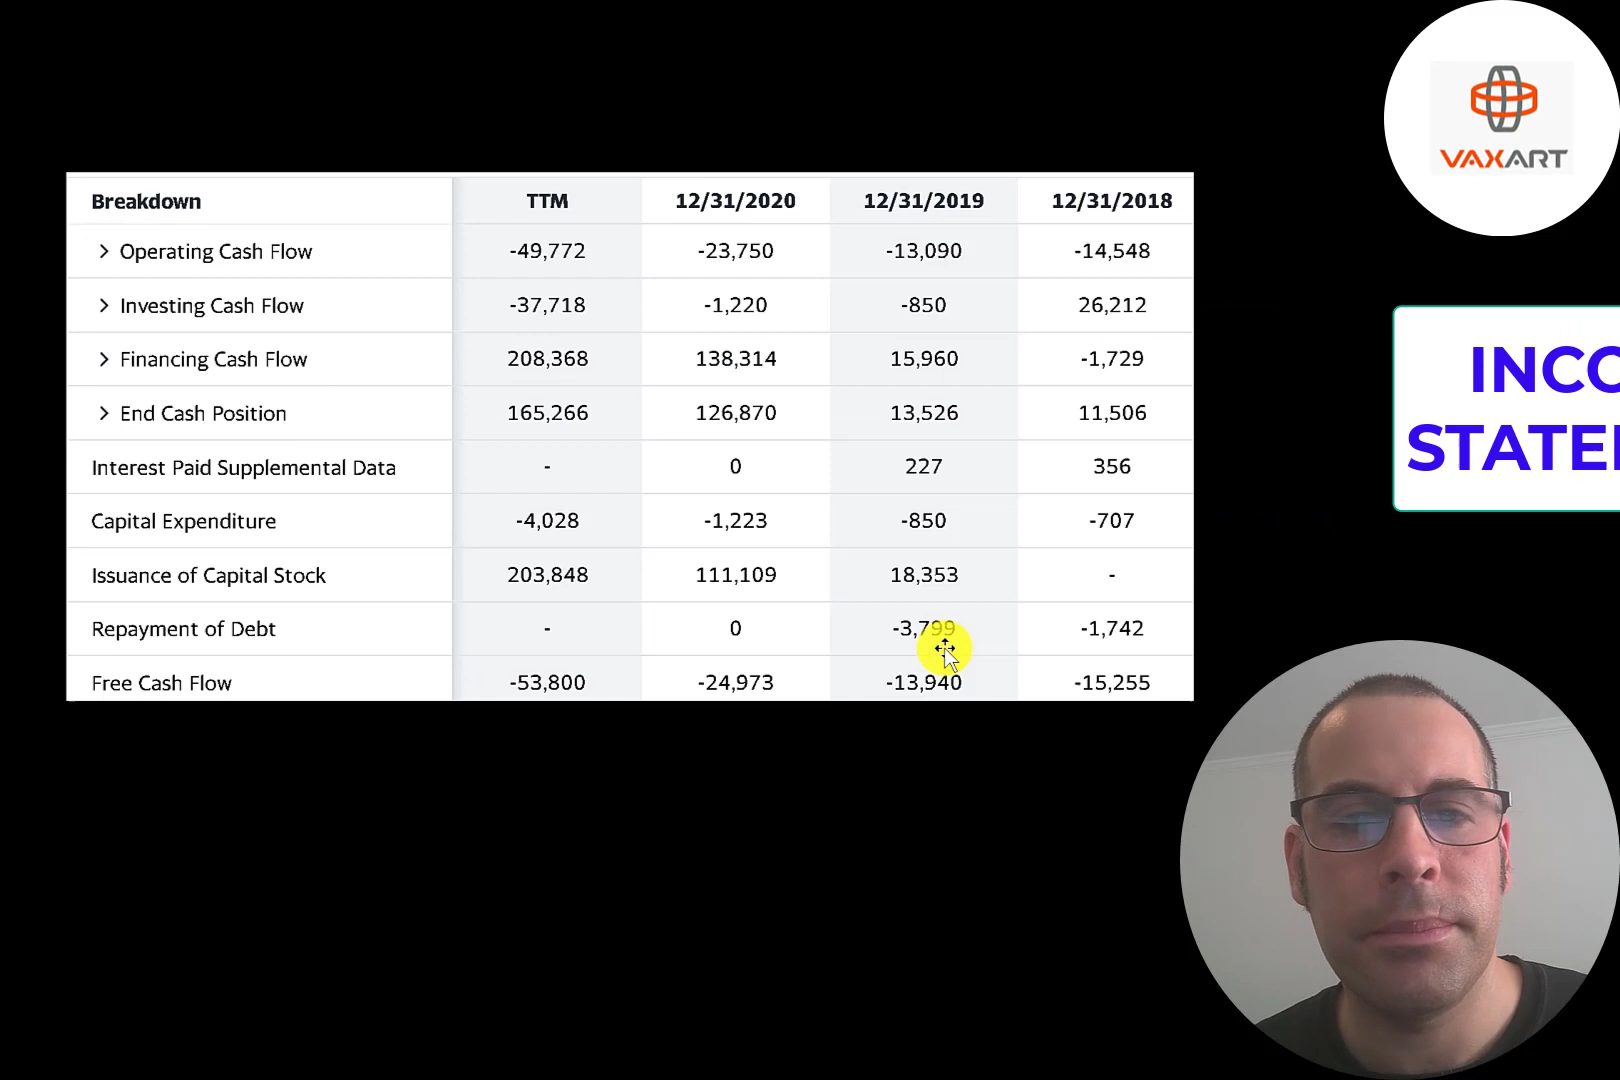 VAXART
Breakdown TTM 12/31/2020 12/31/2019 12/31/2018
Operating Cash Flow -49,772 -23,750 -13,090 -14,548
Investing Cash Flow -37,718 -1,220 -850 26,212
Financing Cash Flow 208,368 138,314 15,960 -1,729
End Cash Position 165,266 126,870 13,526 11,506
Interest Paid Supplemental Data - 0 227 356
Capital Expenditure -4,028 -1,223 -850 -707
Issuance of Capital Stock 203,848 111,109 18,353 -
Repayment of Debt - 0 -3,799 -1,742
Free Cash Flow -53,800 -24,973 -13,940 -15,255
INCO
STATE